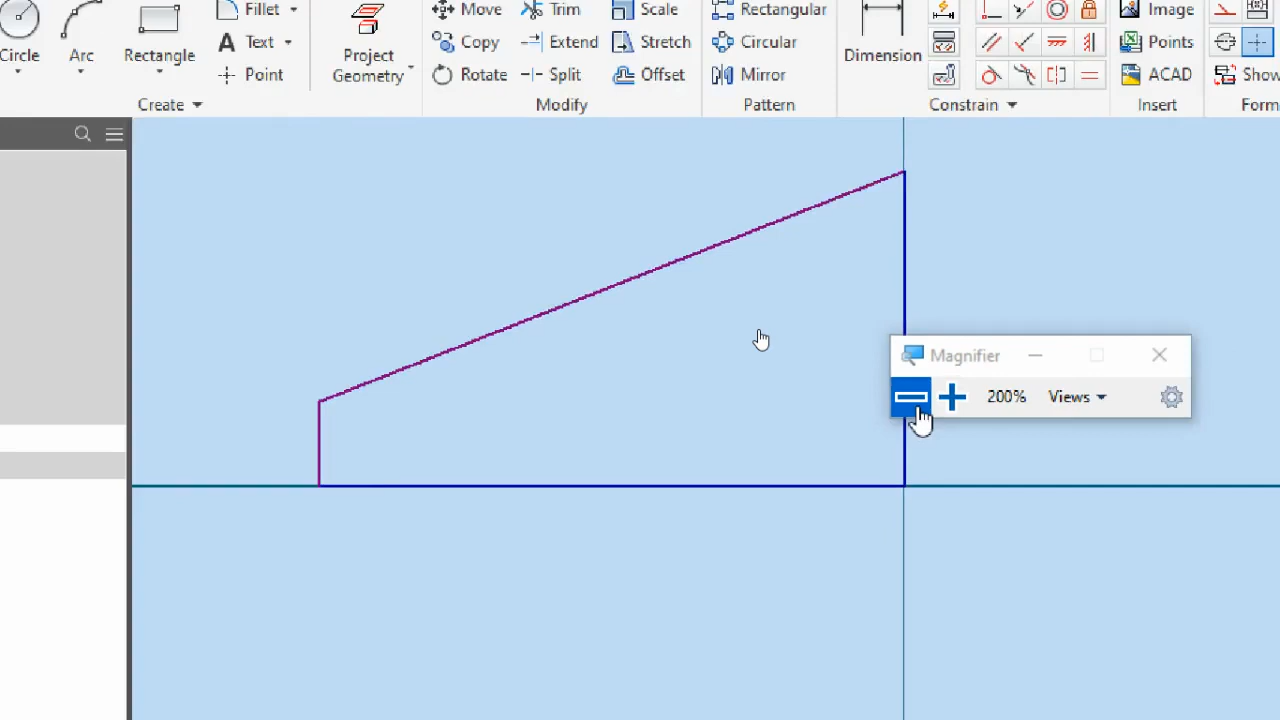 Fillet Move Trim Scale Rectangular Image
Circle Arc Rectangle Text Project Geometry Copy Extend Stretch Circular Dimension Points
Point Rotate Split Offset Mirror ACAD Show
Create Modify Pattern Constrain Insert Form
Magnifier
200% Views